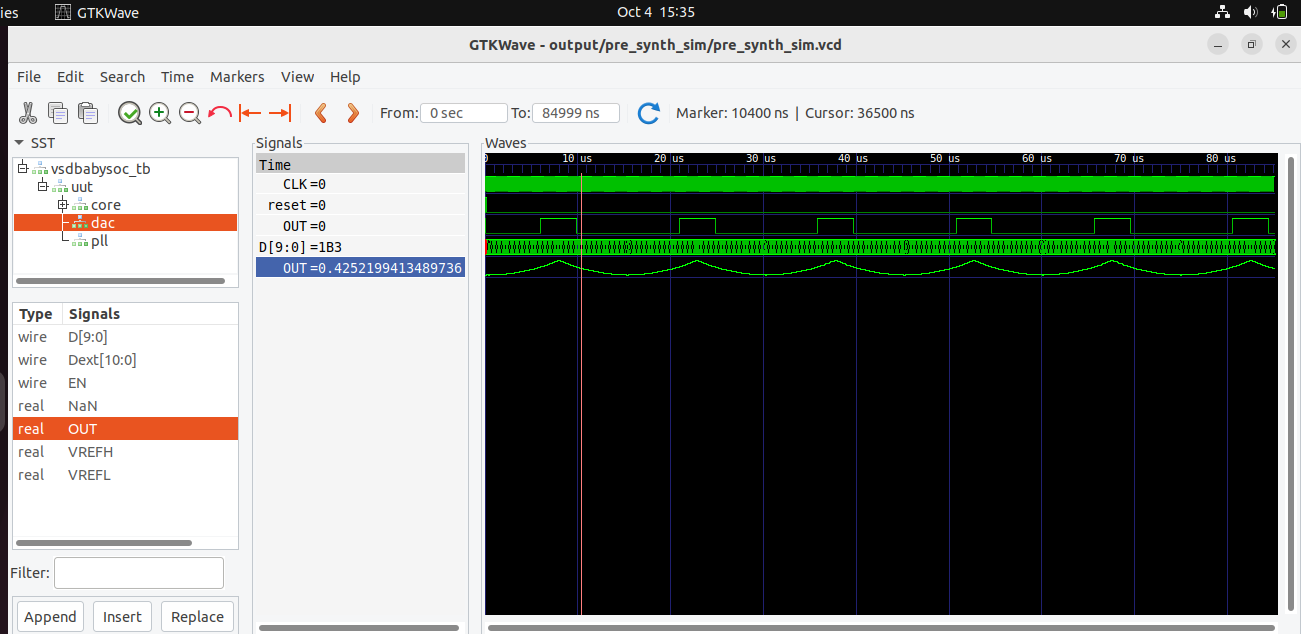 ies GTKWave Oct 4 15:35
GTKWave - output/pre_synth_sim/pre_synth_sim.vcd
File Edit Search Time Markers View Help
From: 0 sec To: 84999 ns Marker: 10400 ns | Cursor: 36500 ns
SST
vsdbabysoc_tb
uut
core
dac
pll
Type Signals
wire D[9:0]
wire Dext[10:0]
wire EN
real NaN
real OUT
real VREFH
real VREFL
Filter:
Append Insert Replace
Signals
Time
CLK=0
reset=0
OUT=0
D[9:0]=1B3
OUT=0.4252199413489736
Waves
0 10 us 20 us 30 us 40 us 50 us 60 us 70 us 80 us